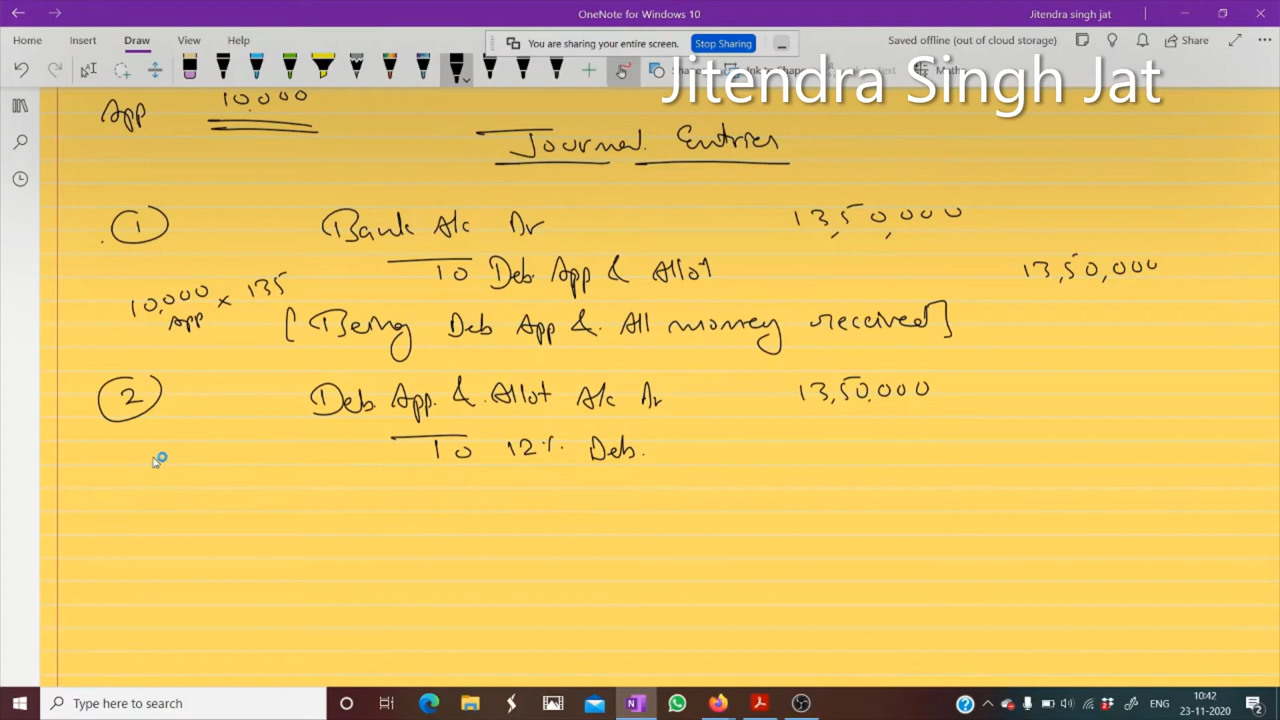 OneNote for Windows 10
Jitendra singh jat
Home Insert Draw View Help
You are sharing your entire screen. Stop Sharing
Saved offline (out of cloud storage) Share
Jitendra Singh Jat
App 10,000
Journal Entries
1 Bank A/c Dr 13,50,000
To Deb. App & Allot 13,50,000
10,000 × 135
App
[Being Deb App & All money received]
2 Deb. App. & Allot A/c Dr 13,50,000
To 12% Deb.
Type here to search
ENG 10:42
23-11-2020
2